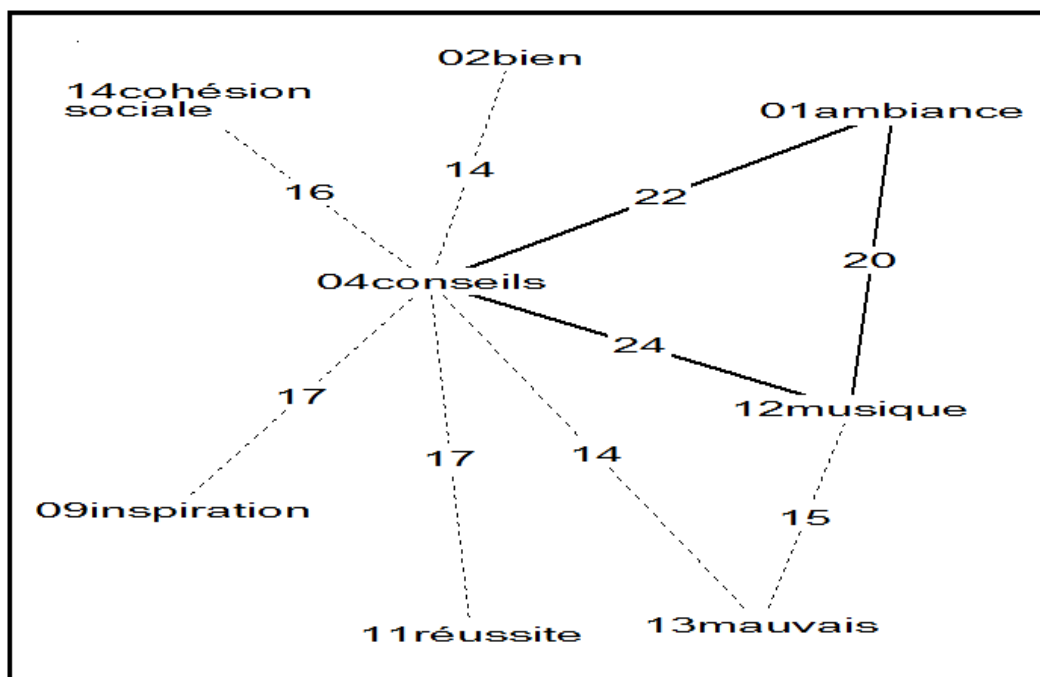 02bien
14cohésion
sociale
01ambiance
14
16
22
20
04conseils
24
17
12musique
17
14
09inspiration
15
11réussite
13mauvais